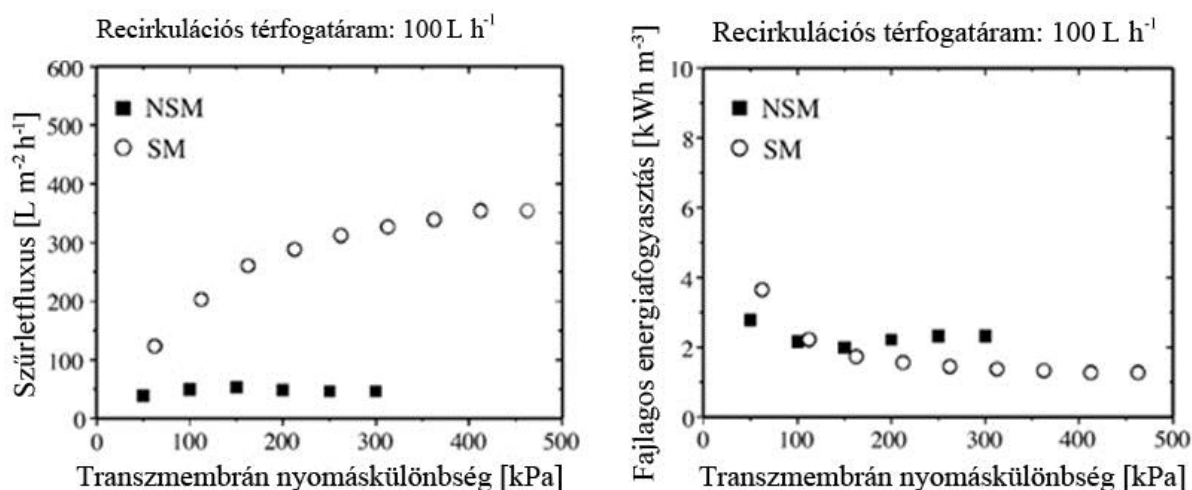 Recirkulációs térfogatáram: 100 L h⁻¹
Szűrletfluxus [L m⁻² h⁻¹]
600
500
400
300
200
100
0
NSM
SM
0 100 200 300 400 500
Transzmembrán nyomáskülönbség [kPa]
Recirkulációs térfogatáram: 100 L h⁻¹
Fajlagos energiafogyasztás [kWh m⁻³]
10
8
6
4
2
0
NSM
SM
0 100 200 300 400 500
Transzmembrán nyomáskülönbség [kPa]